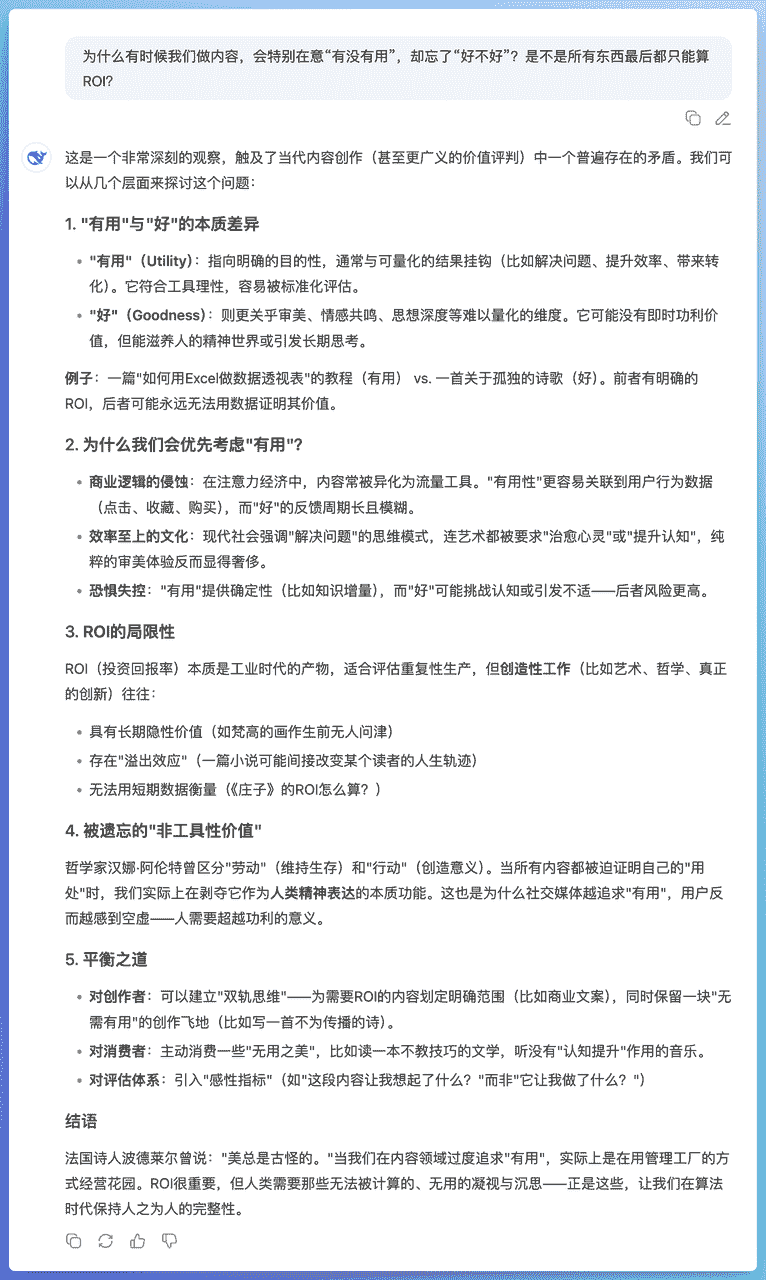 为什么有时候我们做内容，会特别在意“有没有用”，却忘了“好不好”？是不是所有东西最后都只能算
ROI?
这是一个非常深刻的观察，触及了当代内容创作（甚至更广义的价值评判）中一个普遍存在的矛盾。我们可
以从几个层面来探讨这个问题：
1. "有用"与"好"的本质差异
• "有用"（Utility）：指向明确的目的性，通常与可量化的结果挂钩（比如解决问题、提升效率、带来转
化）。它符合工具理性，容易被标准化评估。
• "好"（Goodness）：则更关乎审美、情感共鸣、思想深度等难以量化的维度。它可能没有即时功利价
值，但能滋养人的精神世界或引发长期思考。
例子：一篇"如何用Excel做数据透视表"的教程（有用） vs. 一首关于孤独的诗歌（好）。前者有明确的
ROI，后者可能永远无法用数据证明其价值。
2. 为什么我们会优先考虑"有用"？
• 商业逻辑的侵蚀：在注意力经济中，内容常被异化为流量工具。"有用性"更容易关联到用户行为数据
（点击、收藏、购买），而"好"的反馈周期长且模糊。
• 效率至上的文化：现代社会强调"解决问题"的思维模式，连艺术都被要求"治愈心灵"或"提升认知"，纯
粹的审美体验反而显得奢侈。
• 恐惧失控："有用"提供确定性（比如知识增量），而"好"可能挑战认知或引发不适——后者风险更高。
3. ROI的局限性
ROI（投资回报率）本质是工业时代的产物，适合评估重复性生产，但创造性工作（比如艺术、哲学、真正
的创新）往往：
• 具有长期隐性价值（如梵高的画作生前无人问津）
• 存在"溢出效应"（一篇小说可能间接改变某个读者的人生轨迹）
• 无法用短期数据衡量（《庄子》的ROI怎么算？）
4. 被遗忘的"非工具性价值"
哲学家汉娜·阿伦特曾区分"劳动"（维持生存）和"行动"（创造意义）。当所有内容都被迫证明自己的"用
处"时，我们实际上在剥夺它作为人类精神表达的本质功能。这也是为什么社交媒体越追求"有用"，用户反
而越感到空虚——人需要超越功利的意义。
5. 平衡之道
• 对创作者：可以建立"双轨思维"——为需要ROI的内容划定明确范围（比如商业文案），同时保留一块"无
需有用"的创作飞地（比如写一首不为传播的诗）。
• 对消费者：主动消费一些"无用之美"，比如读一本不教技巧的文学，听没有"认知提升"作用的音乐。
• 对评估体系：引入"感性指标"（如"这段内容让我想起了什么？"而非"它让我做了什么？"）
结语
法国诗人波德莱尔曾说："美总是古怪的。"当我们在内容领域过度追求"有用"，实际上是在用管理工厂的方
式经营花园。ROI很重要，但人类需要那些无法被计算的、无用的凝视与沉思——正是这些，让我们在算法
时代保持人之为人的完整性。